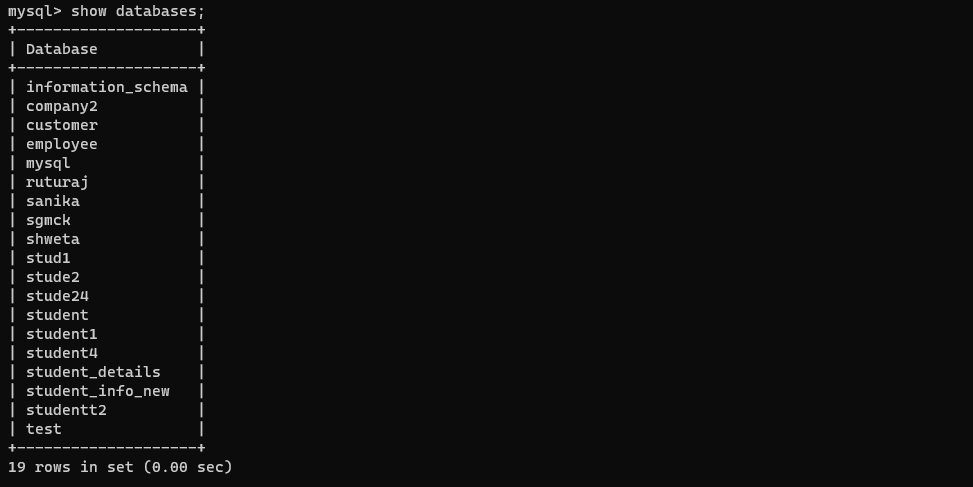 mysql> show databases;
+--------------------+
| Database           |
+--------------------+
| information_schema |
| company2           |
| customer           |
| employee           |
| mysql              |
| ruturaj            |
| sanika             |
| sgmck              |
| shweta             |
| stud1              |
| stude2             |
| stude24            |
| student            |
| student1           |
| student4           |
| student_details    |
| student_info_new   |
| studentt2          |
| test               |
+--------------------+
19 rows in set (0.00 sec)